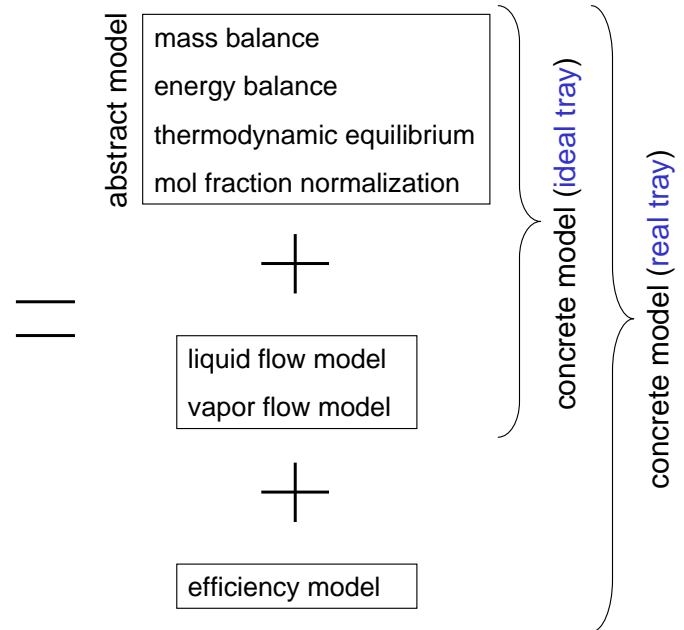 abstract model
mass balance
energy balance
thermodynamic equilibrium
mol fraction normalization
+
liquid flow model
vapor flow model
+
efficiency model
=
concrete model (ideal tray)
concrete model (real tray)